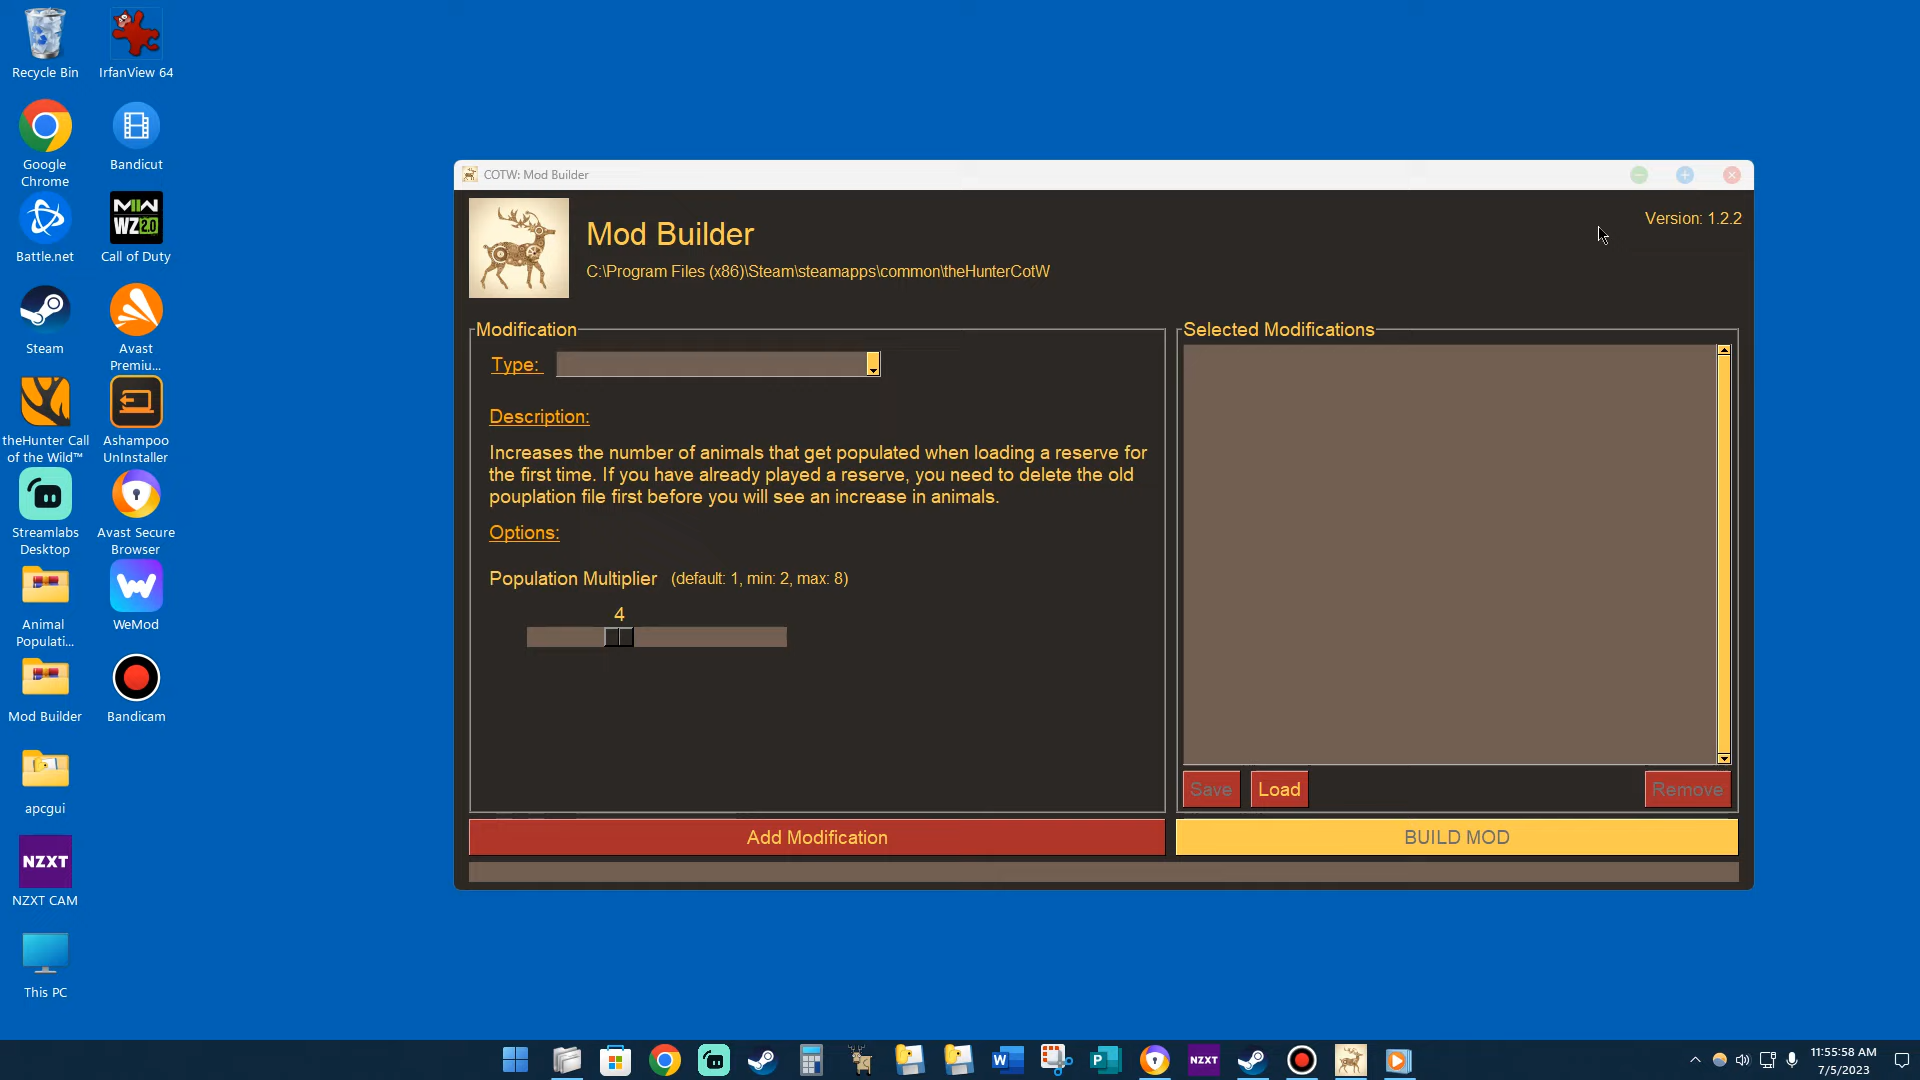 Recycle Bin
IrfanView 64
Google
Chrome
Bandicut
Battle.net
MW
WZ 2.0
Call of Duty
Steam
Avast
Premiu...
theHunter Call
of the Wild™
Ashampoo
UnInstaller
Streamlabs
Desktop
Avast Secure
Browser
Animal
Populati...
WeMod
Mod Builder
Bandicam
apcgui
NZXT
NZXT CAM
This PC
COTW: Mod Builder
Mod Builder
Version: 1.2.2
C:\Program Files (x86)\Steam\steamapps\common\theHunterCotW
Modification
Type:
Description:
Increases the number of animals that get populated when loading a reserve for
the first time. If you have already played a reserve, you need to delete the old
pouplation file first before you will see an increase in animals.
Options:
Population Multiplier (default: 1, min: 2, max: 8)
4
Add Modification
Selected Modifications
Save
Load
Remove
BUILD MOD
W
P
NZXT
11:55:58 AM
7/5/2023